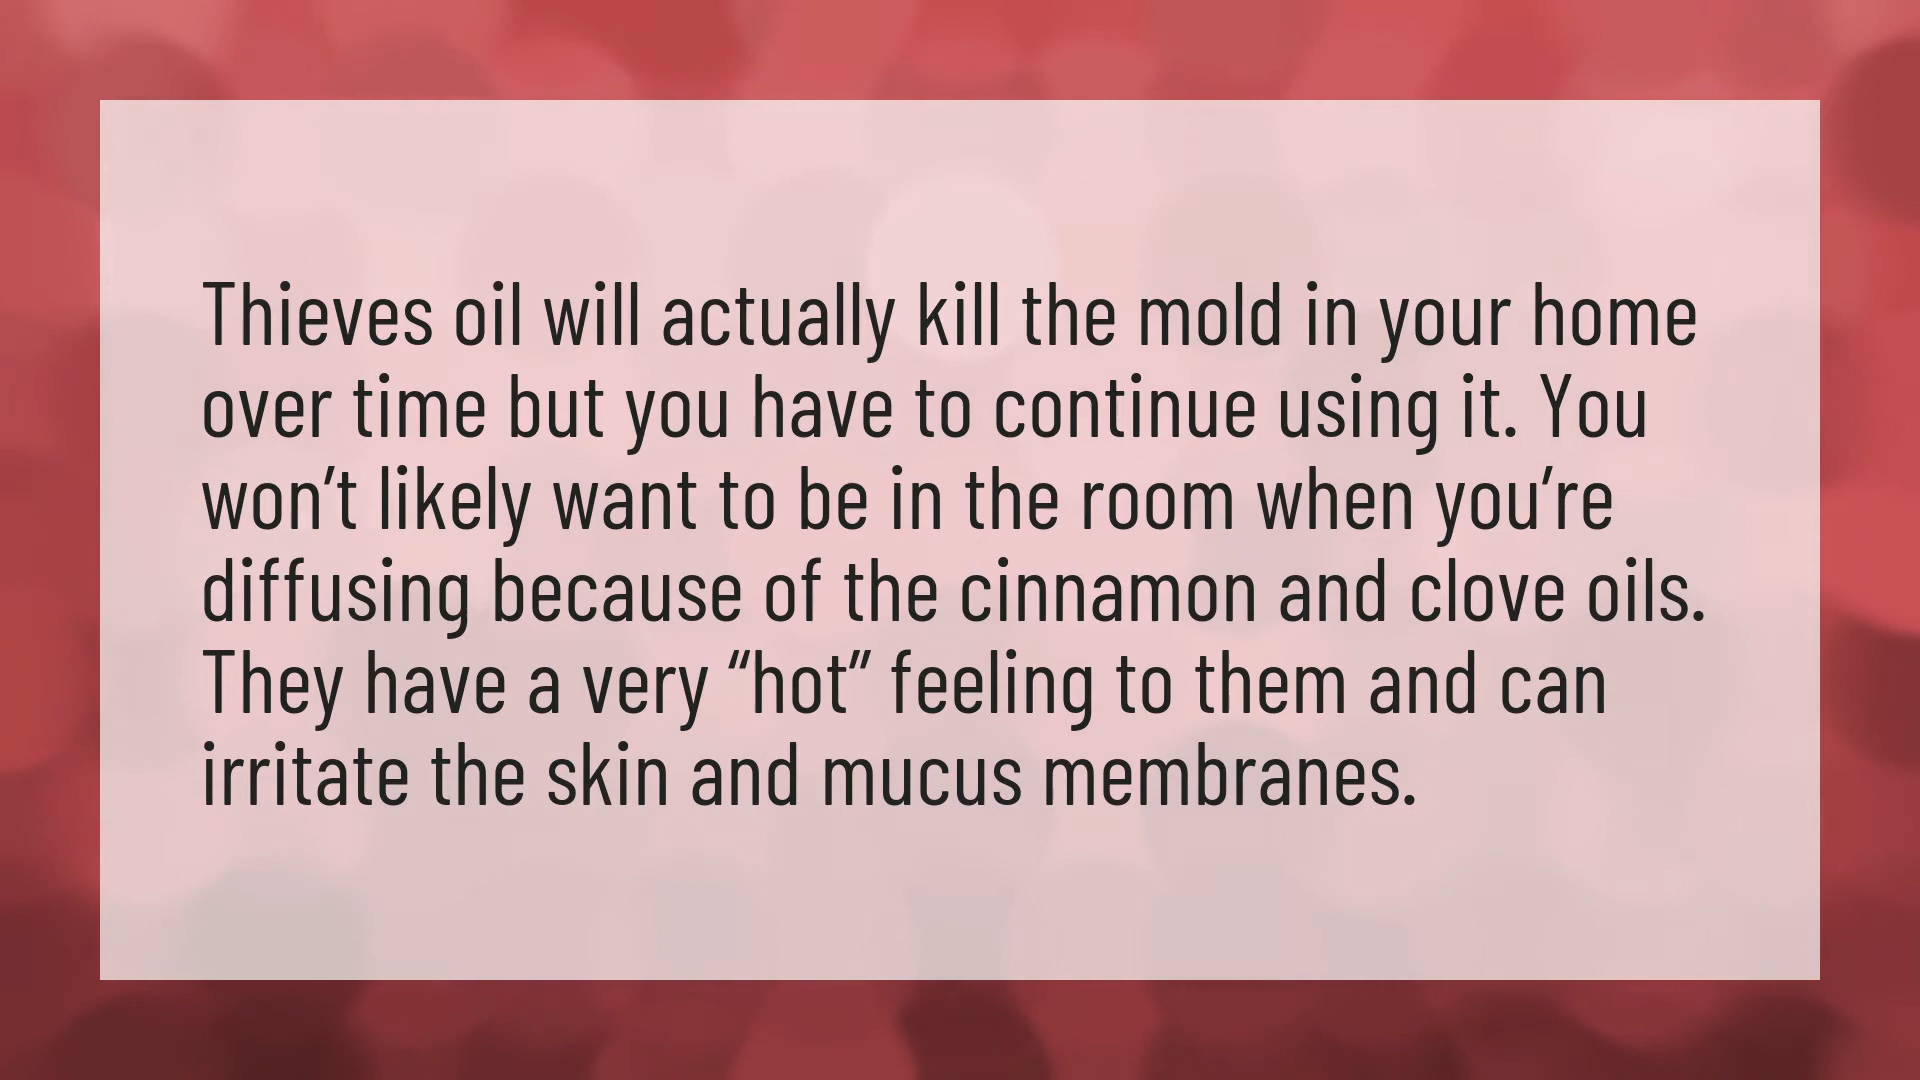 Thieves oil will actually kill the mold in your home
over time but you have to continue using it. You
won’t likely want to be in the room when you’re
diffusing because of the cinnamon and clove oils.
They have a very “hot” feeling to them and can
irritate the skin and mucus membranes.